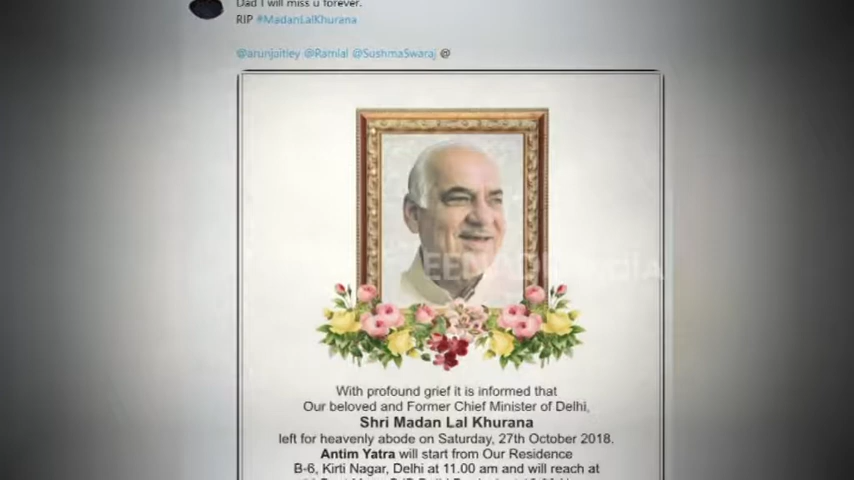 Dad I will miss u forever.
RIP #MadanLalKhurana
@arunjaitley @Ramlal @SushmaSwaraj @
With profound grief it is informed that
Our beloved and Former Chief Minister of Delhi,
Shri Madan Lal Khurana
left for heavenly abode on Saturday, 27th October 2018.
Antim Yatra will start from Our Residence
B-6, Kirti Nagar, Delhi at 11.00 am and will reach at